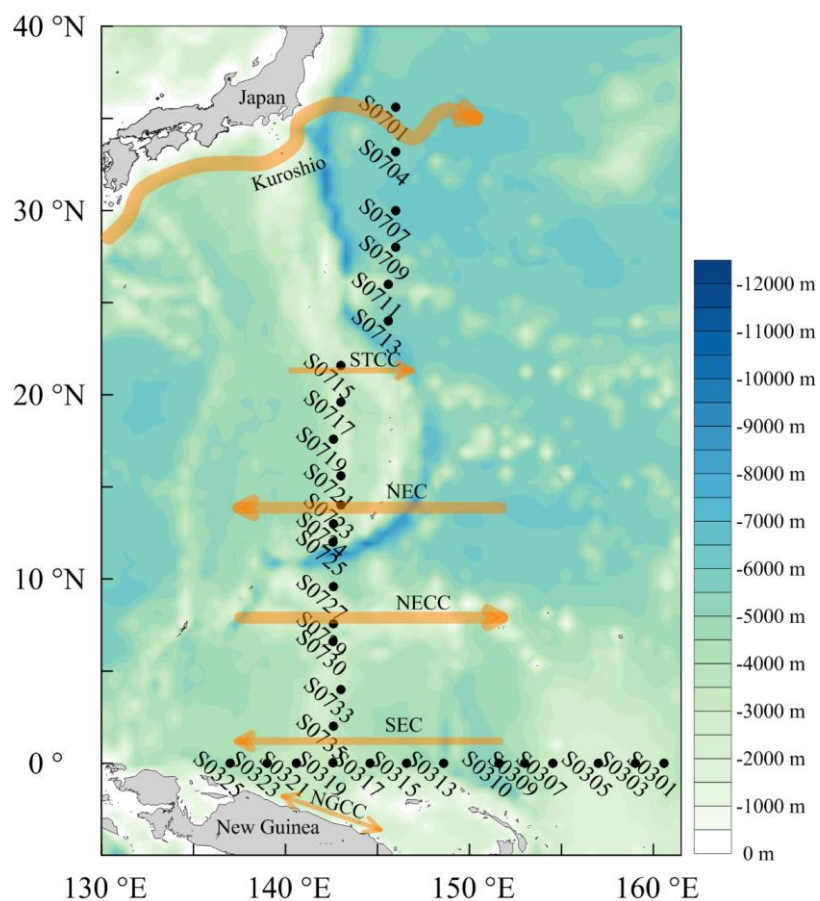 40 °N
30 °N
20 °N
10 °N
0 °
130 °E
140 °E
150 °E
160 °E
Japan
Kuroshio
S0701
S0704
S0707
S0709
S0711
S0713
STCC
S0715
S0717
S0719
S0721
NEC
S0723
S0724
S0725
S0727
NECC
S0729
S0730
S0733
SEC
S0735
S0325
S0323
S0321
S0319
S0317
S0315
S0313
S0310
S0309
S0307
S0305
S0303
S0301
NGCC
New Guinea
-12000 m
-11000 m
-10000 m
-9000 m
-8000 m
-7000 m
-6000 m
-5000 m
-4000 m
-3000 m
-2000 m
-1000 m
0 m